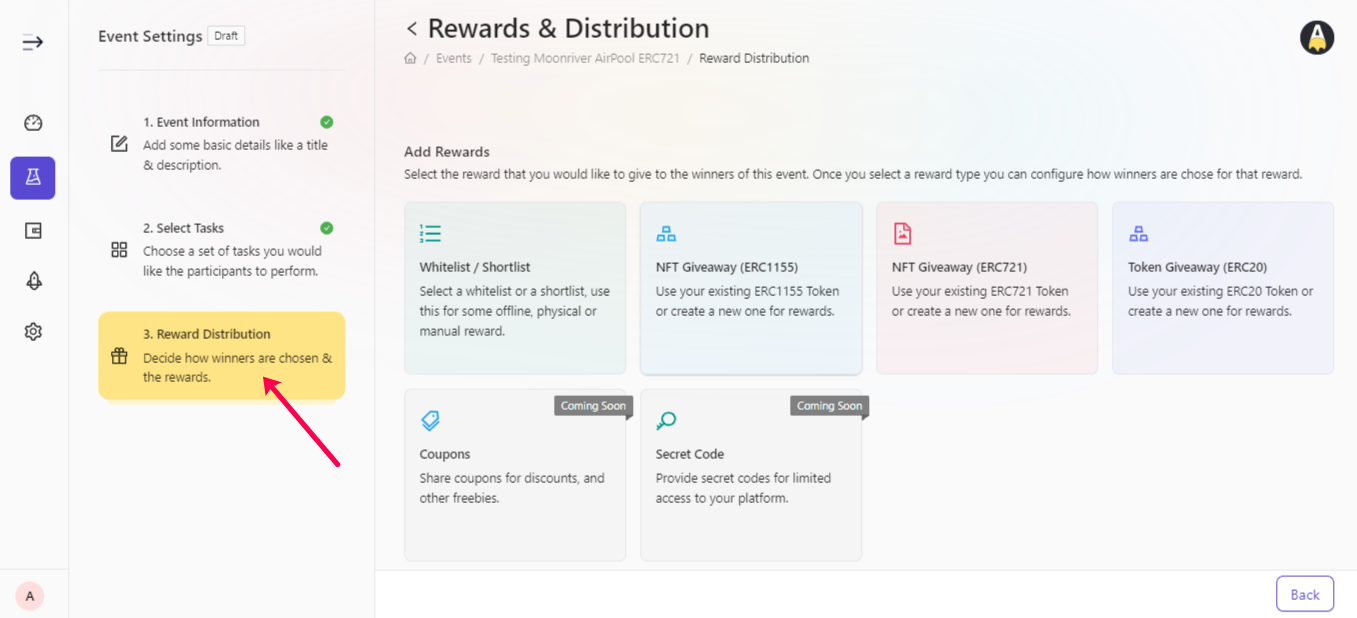 Event Settings Draft
1. Event Information
Add some basic details like a title
& description.
2. Select Tasks
Choose a set of tasks you would
like the participants to perform.
3. Reward Distribution
Decide how winners are chosen &
the rewards.
A
< Rewards & Distribution
/ Events / Testing Moonriver AirPool ERC721 / Reward Distribution
Add Rewards
Select the reward that you would like to give to the winners of this event. Once you select a reward type you can configure how winners are chose for that reward.
Whitelist / Shortlist
Select a whitelist or a shortlist, use
this for some offline, physical or
manual reward.
NFT Giveaway (ERC1155)
Use your existing ERC1155 Token
or create a new one for rewards.
NFT Giveaway (ERC721)
Use your existing ERC721 Token
or create a new one for rewards.
Token Giveaway (ERC20)
Use your existing ERC20 Token or
create a new one for rewards.
Coming Soon
Coupons
Share coupons for discounts, and
other freebies.
Coming Soon
Secret Code
Provide secret codes for limited
access to your platform.
Back